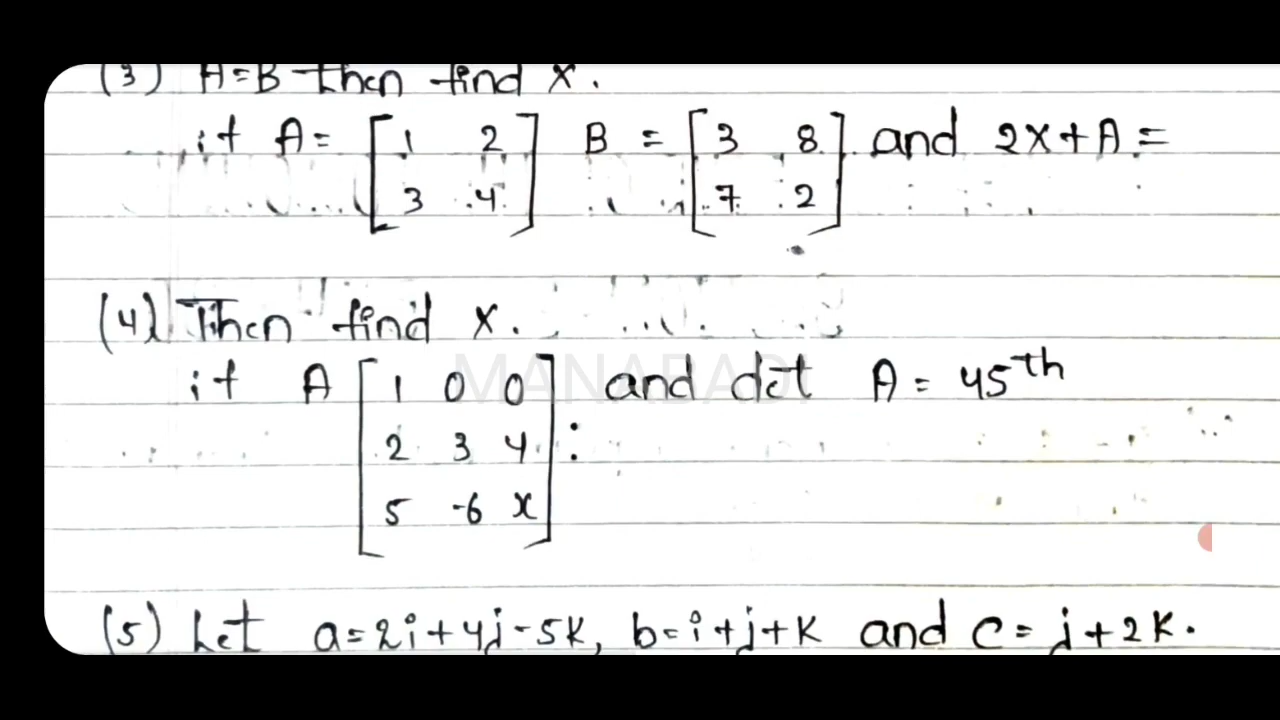 (3) A=B then find X.
if A= [1 2 B = [3 8] and 2X+A=
3 4] 7 2]
(4) Then find X.
MANABADI
if A [1 0 0] and det A = 45th
2 3 4 :
5 -6 x
(5) Let a=2i+4j-5k, b=i+j+k and c= j+2k.